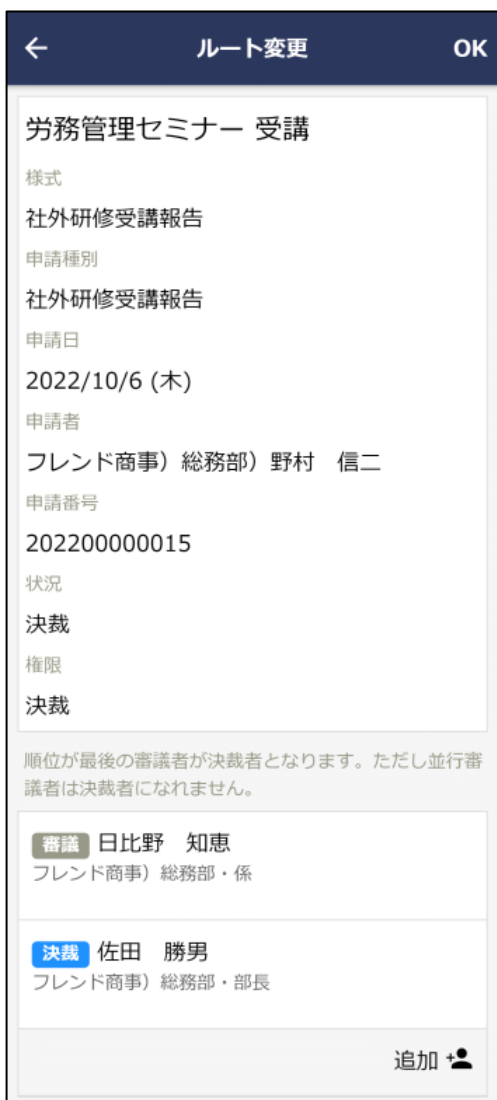 ルート変更 OK
労務管理セミナー 受講
様式
社外研修受講報告
申請種別
社外研修受講報告
申請日
2022/10/6 (木)
申請者
フレンド商事）総務部）野村　信二
申請番号
202200000015
状況
決裁
権限
決裁
順位が最後の審議者が決裁者となります。ただし並行審
議者は決裁者になれません。
審議 日比野　知恵
フレンド商事）総務部・係
決裁 佐田　勝男
フレンド商事）総務部・部長
追加